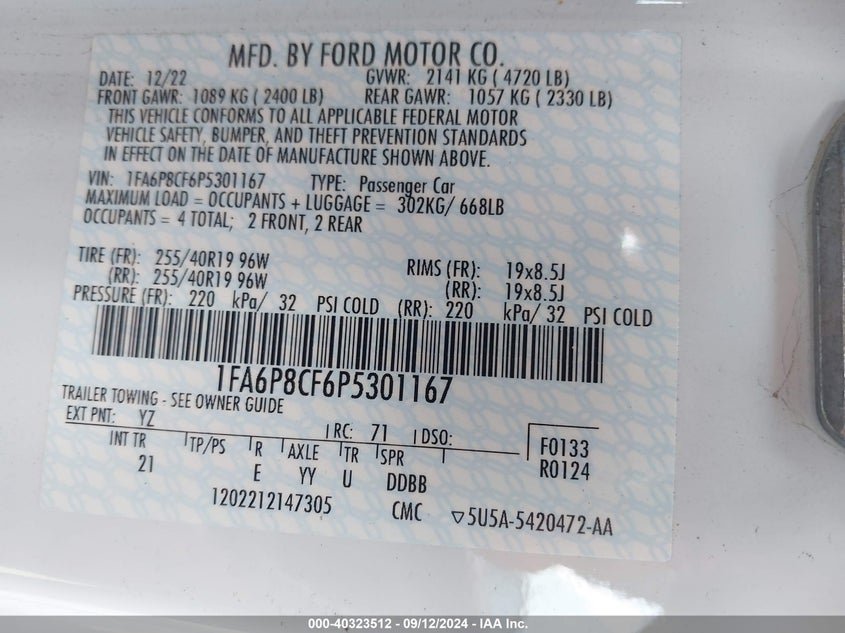 MFD. BY FORD MOTOR CO.
DATE: 12/22 GVWR: 2141 KG ( 4720 LB)
FRONT GAWR: 1089 KG ( 2400 LB) REAR GAWR: 1057 KG ( 2330 LB)
THIS VEHICLE CONFORMS TO ALL APPLICABLE FEDERAL MOTOR
VEHICLE SAFETY, BUMPER, AND THEFT PREVENTION STANDARDS
IN EFFECT ON THE DATE OF MANUFACTURE SHOWN ABOVE.
VIN: 1FA6P8CF6P5301167 TYPE: Passenger Car
MAXIMUM LOAD = OCCUPANTS + LUGGAGE = 302KG/ 668LB
OCCUPANTS = 4 TOTAL; 2 FRONT, 2 REAR
TIRE (FR): 255/40R19 96W RIMS (FR): 19x8.5J
(RR): 255/40R19 96W (RR): 19x8.5J
PRESSURE (FR): 220 kPa/ 32 PSI COLD (RR): 220 kPa/ 32 PSI COLD
1FA6P8CF6P5301167
TRAILER TOWING - SEE OWNER GUIDE
EXT PNT: YZ RC: 71 DSO: F0133
INT TR TP/PS R AXLE TR SPR R0124
21 E YY U DDBB
1202212147305 CMC ▽5U5A-5420472-AA
000-40323512 - 09/12/2024 - IAA Inc.